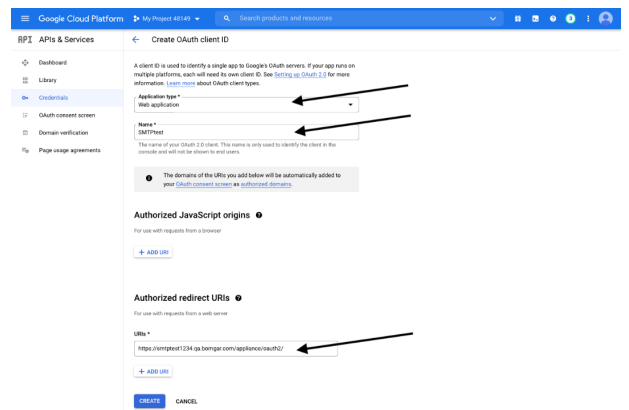 Google Cloud Platform My Project 48149 Search products and resources
API APIs & Services
Create OAuth client ID
Dashboard
Library
Credentials
OAuth consent screen
Domain verification
Page usage agreements
A client ID is used to identify a single app to Google's OAuth servers. If your app runs on
multiple platforms, each will need its own client ID. See Setting up OAuth 2.0 for more
information. Learn more about OAuth client types.
Application type *
Web application
Name *
SMTPtest
The name of your OAuth 2.0 client. This name is only used to identify the client in the
console and will not be shown to end users.
The domains of the URIs you add below will be automatically added to
your OAuth consent screen as authorized domains.
Authorized JavaScript origins
For use with requests from a browser
+ ADD URI
Authorized redirect URIs
For use with requests from a web server
URIs *
https://smtptest1234.qa.bomgar.com/appliance/oauth2/
+ ADD URI
CREATE CANCEL